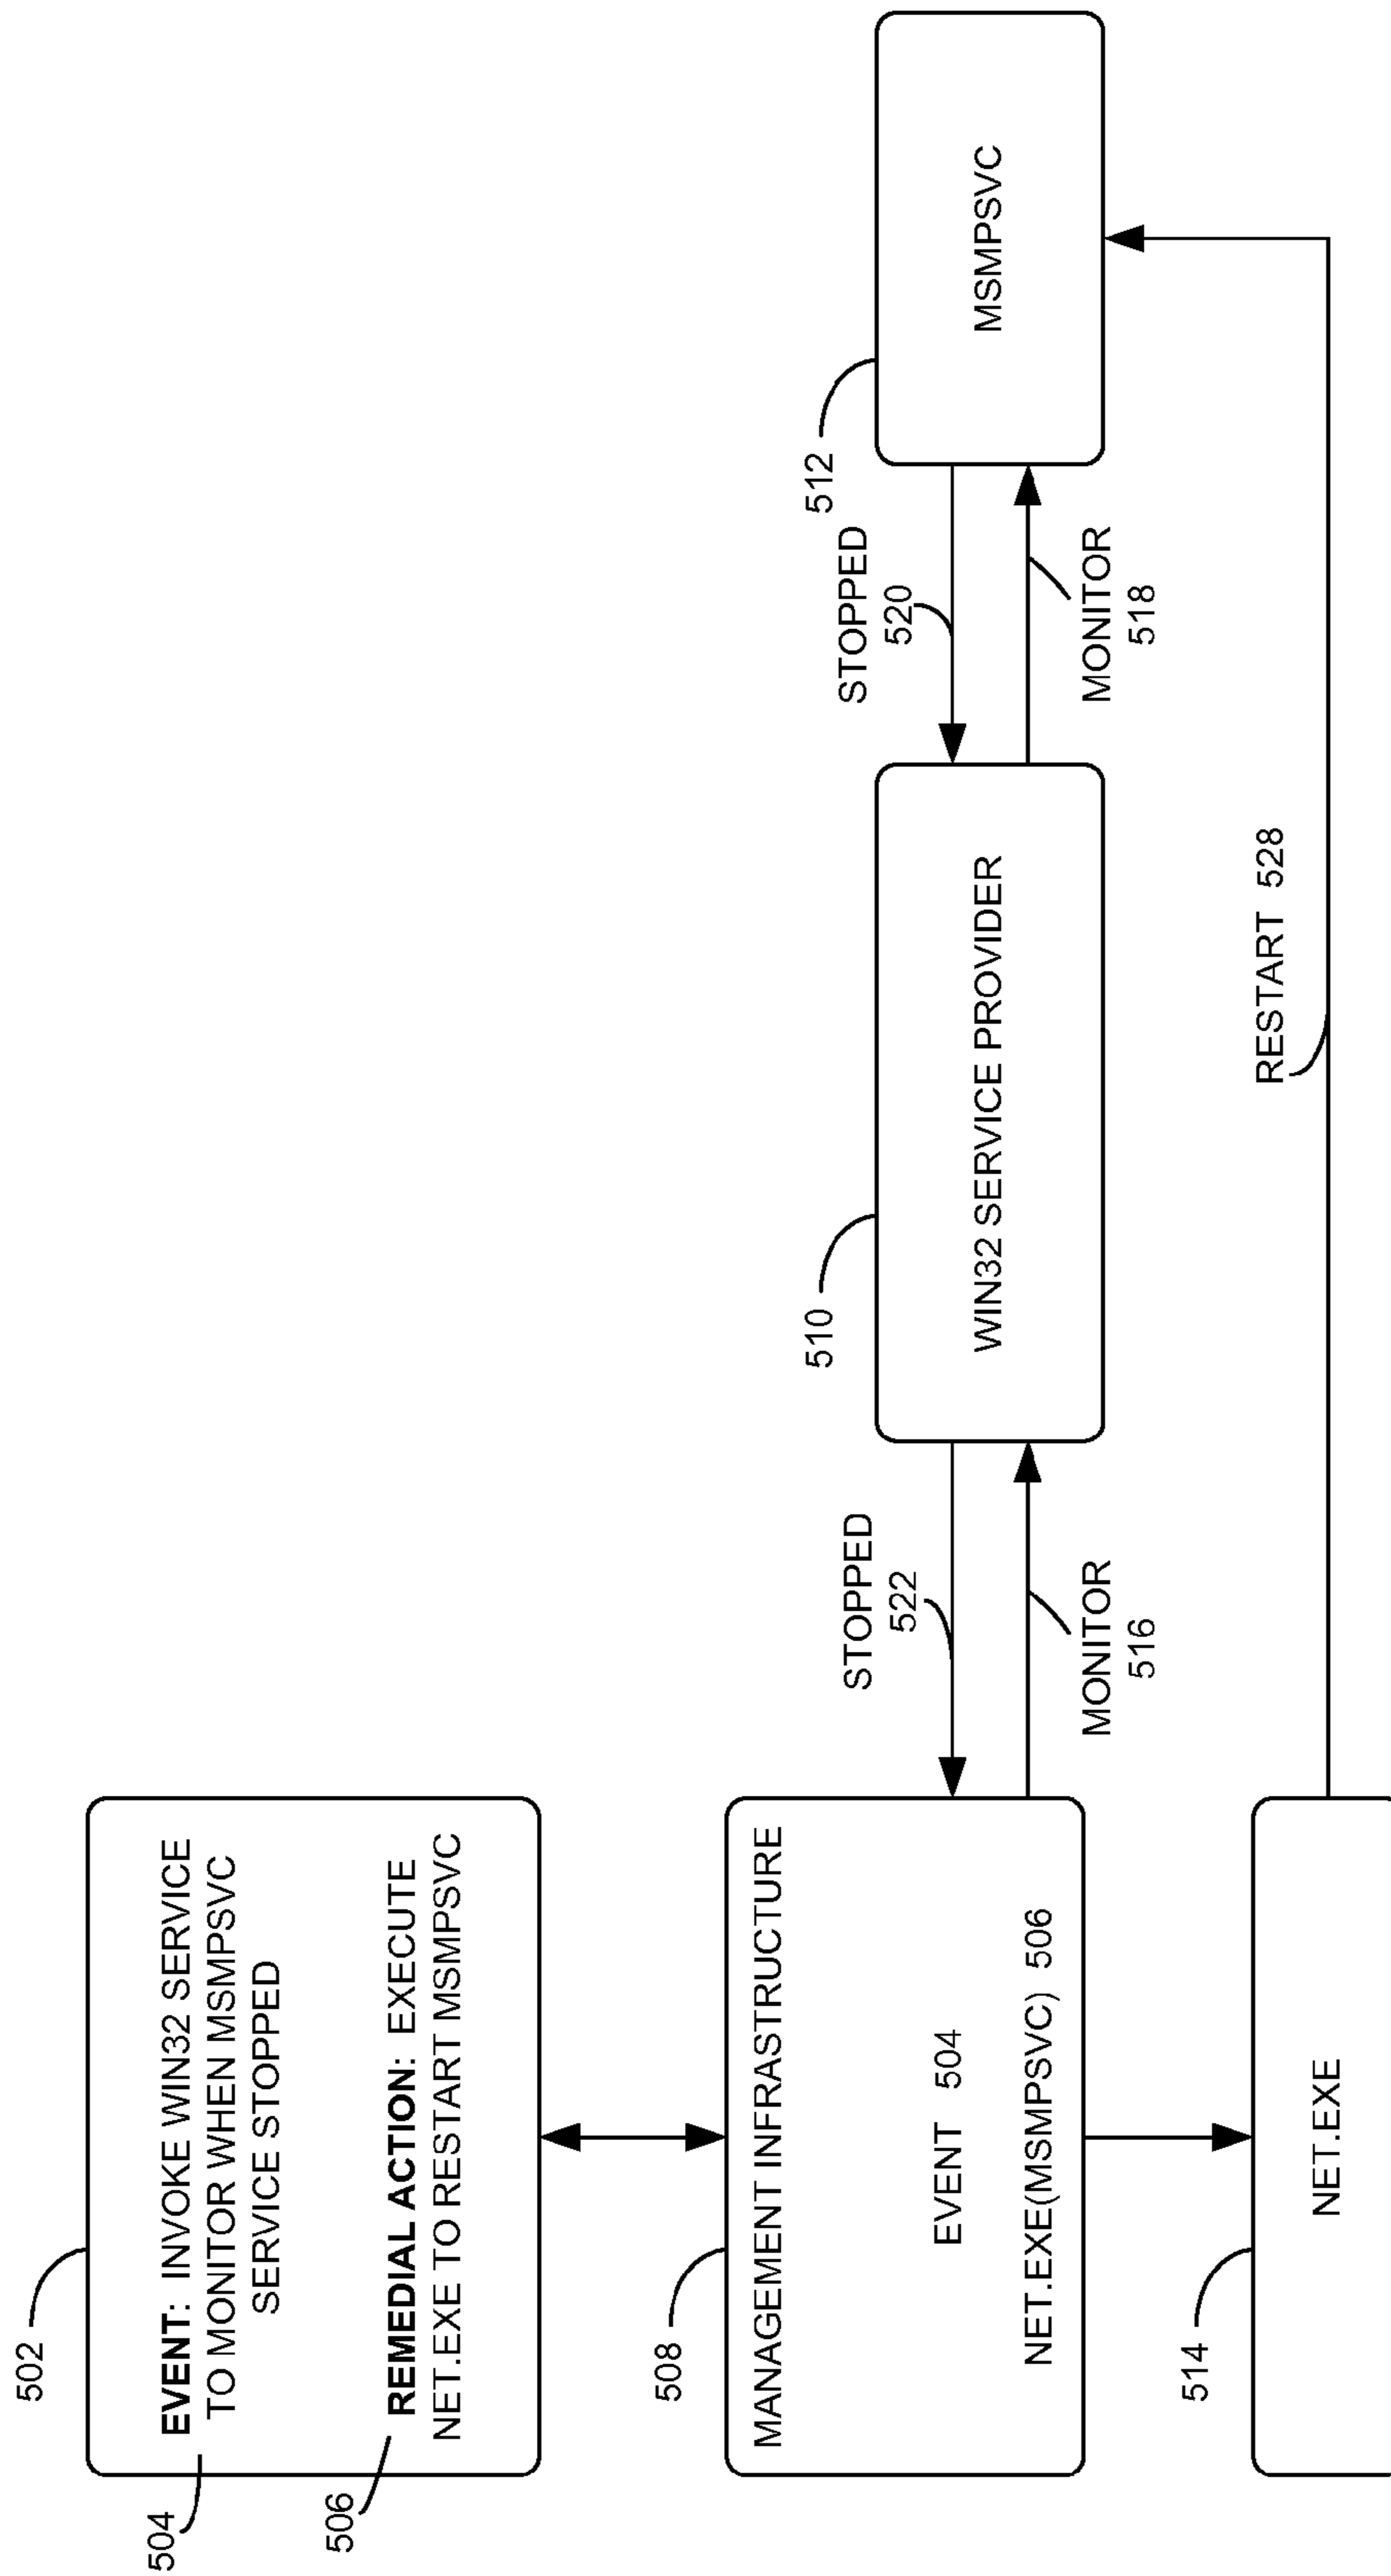 502
504
EVENT: INVOKE WIN32 SERVICE
TO MONITOR WHEN MSMPSVC
SERVICE STOPPED
506
REMEDIAL ACTION: EXECUTE
NET.EXE TO RESTART MSMPSVC
508
MANAGEMENT INFRASTRUCTURE
EVENT 504
NET.EXE(MSMPSVC) 506
STOPPED
522
MONITOR
516
510
WIN32 SERVICE PROVIDER
STOPPED
520
MONITOR
518
512
MSMPSVC
514
NET.EXE
RESTART 528